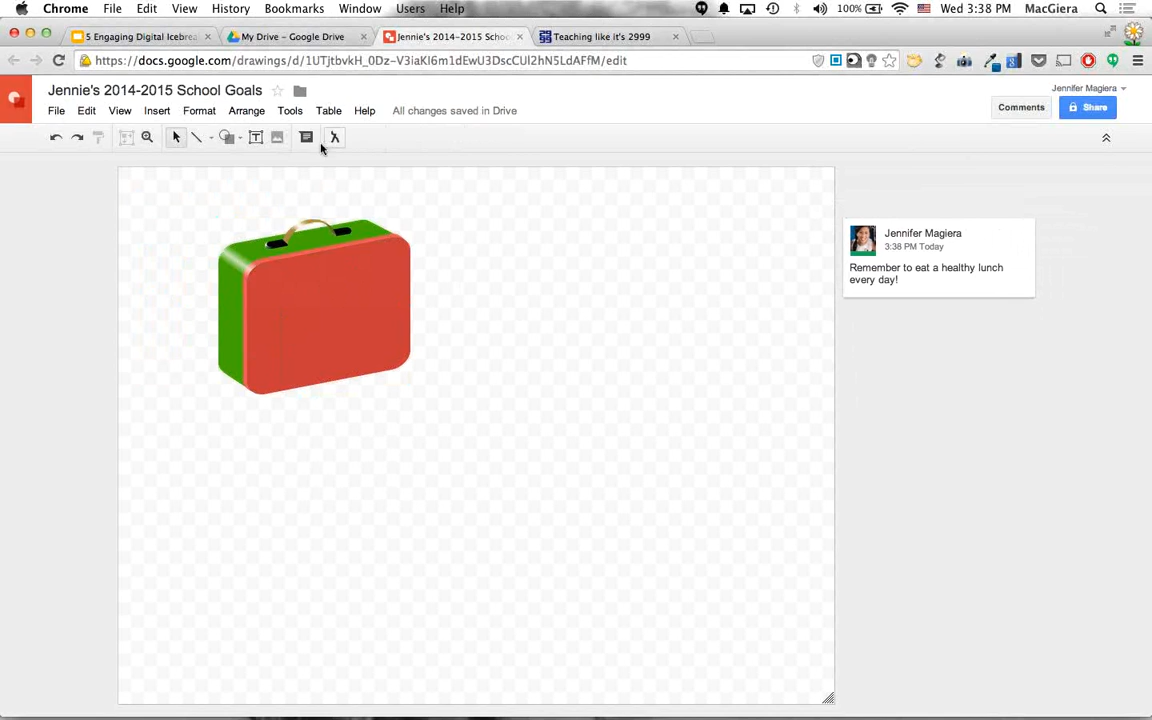 Chrome File Edit View History Bookmarks Window Users Help 100% Wed 3:38 PM MacGiera
5 Engaging Digital Icebrea × My Drive – Google Drive × Jennie's 2014–2015 Schoo × Teaching like it's 2999 ×
https://docs.google.com/drawings/d/1UTjtbvkH_0Dz-V3iaKI6m1dEwU3DscCUl2hN5LdAFfM/edit
Jennie's 2014-2015 School Goals
Jennifer Magiera
File Edit View Insert Format Arrange Tools Table Help All changes saved in Drive
Comments Share
Jennifer Magiera
3:38 PM Today
Remember to eat a healthy lunch
every day!